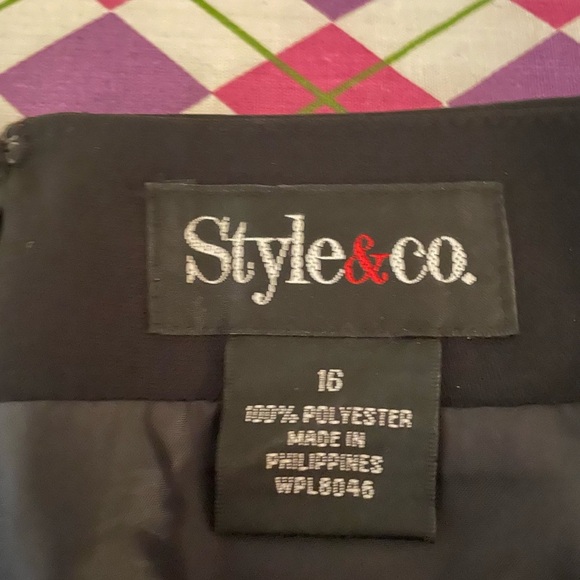 Style&co.
16
100% POLYESTER
MADE IN
PHILIPPINES
WPL8046